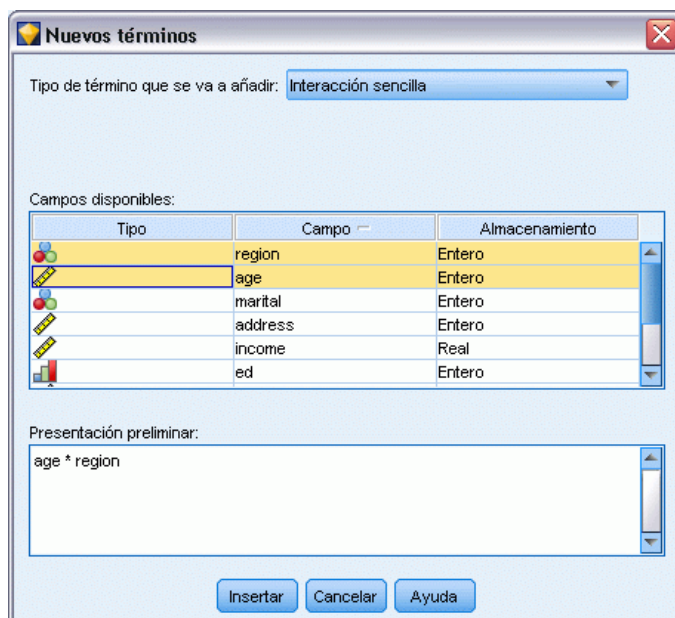 Nuevos términos
Tipo de término que se va a añadir: Interacción sencilla
Campos disponibles:
Tipo Campo Almacenamiento
region Entero
age Entero
marital Entero
address Entero
income Real
ed Entero
Presentación preliminar:
age * region
Insertar Cancelar Ayuda